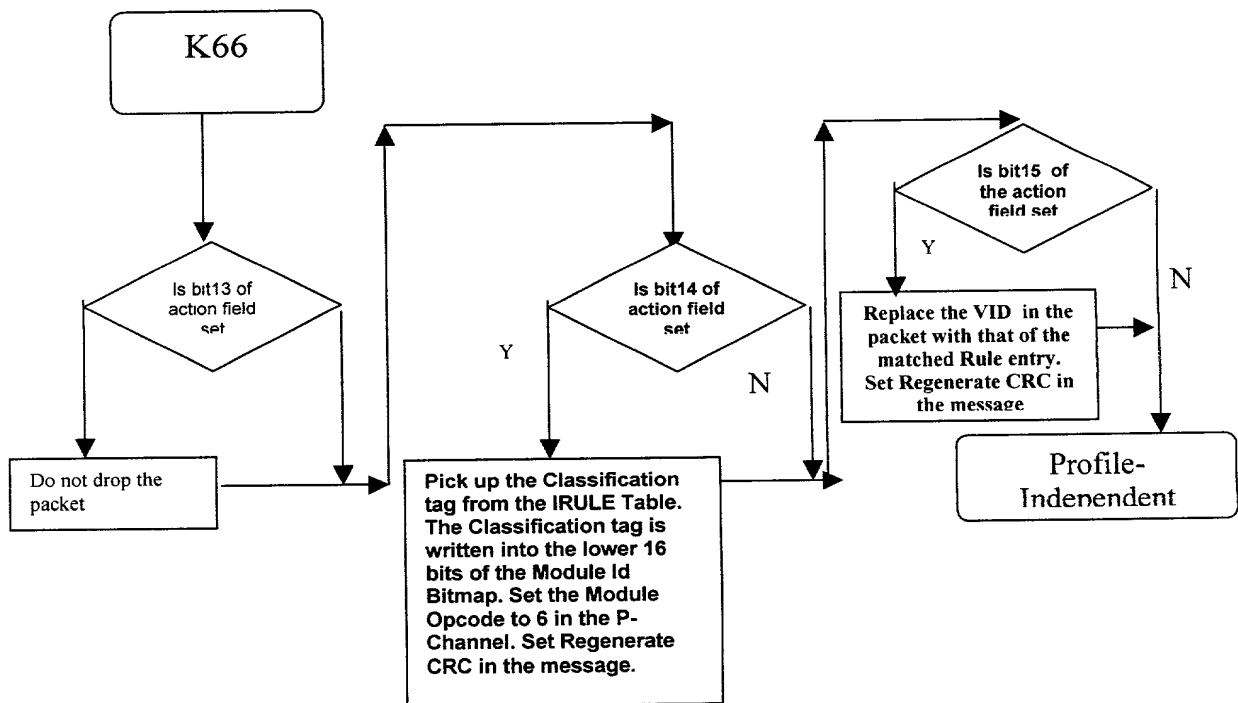 K66
Is bit13 of
action field
set
Do not drop the
packet
Is bit14 of
action field
set
Y
N
Pick up the Classification
tag from the IRULE Table.
The Classification tag is
written into the lower 16
bits of the Module Id
Bitmap. Set the Module
Opcode to 6 in the P-
Channel. Set Regenerate
CRC in the message.
Is bit15 of
the action
field set
Y
N
Replace the VID in the
packet with that of the
matched Rule entry.
Set Regenerate CRC in
the message
Profile-
Independent